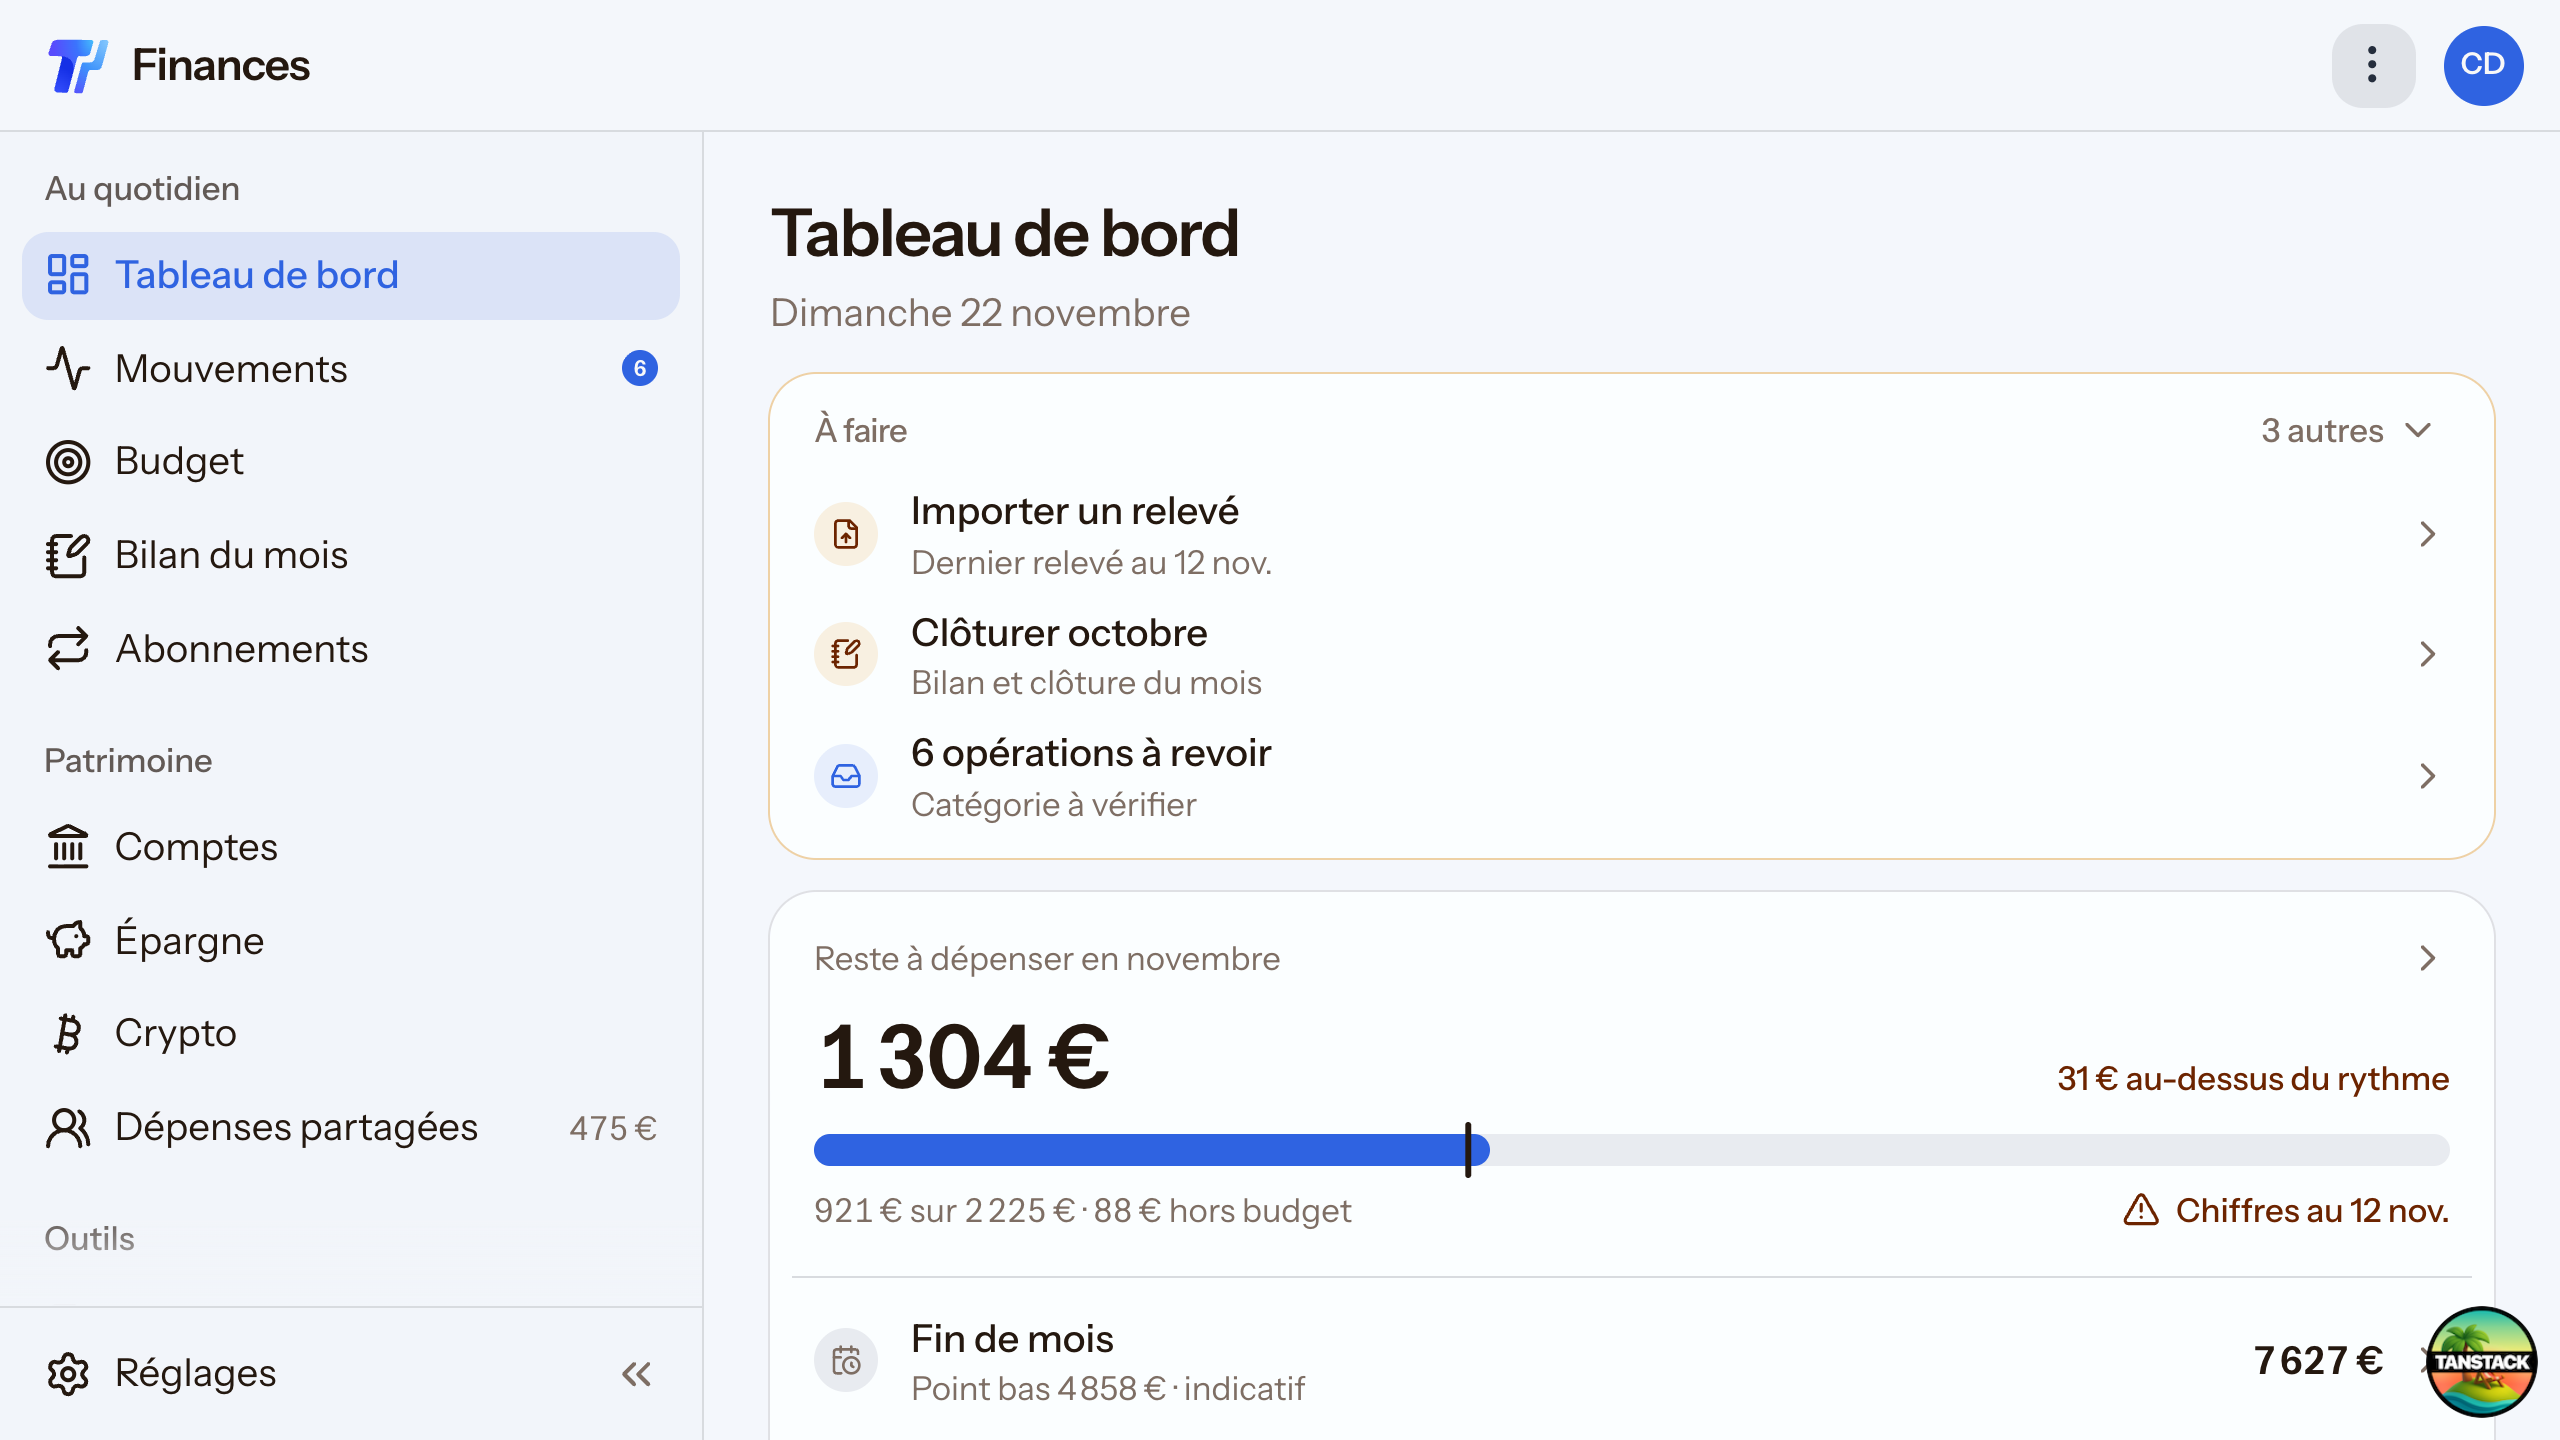 Finances
CD
Au quotidien
Tableau de bord
Mouvements
6
Budget
Bilan du mois
Abonnements
Patrimoine
Comptes
Épargne
Crypto
Dépenses partagées
475 €
Outils
Réglages
Tableau de bord
Dimanche 22 novembre
À faire
3 autres
Importer un relevé
Dernier relevé au 12 nov.
Clôturer octobre
Bilan et clôture du mois
6 opérations à revoir
Catégorie à vérifier
Reste à dépenser en novembre
1 304 €
31 € au-dessus du rythme
921 € sur 2 225 € · 88 € hors budget
Chiffres au 12 nov.
Fin de mois
Point bas 4 858 € · indicatif
7 627 €
TANSTACK